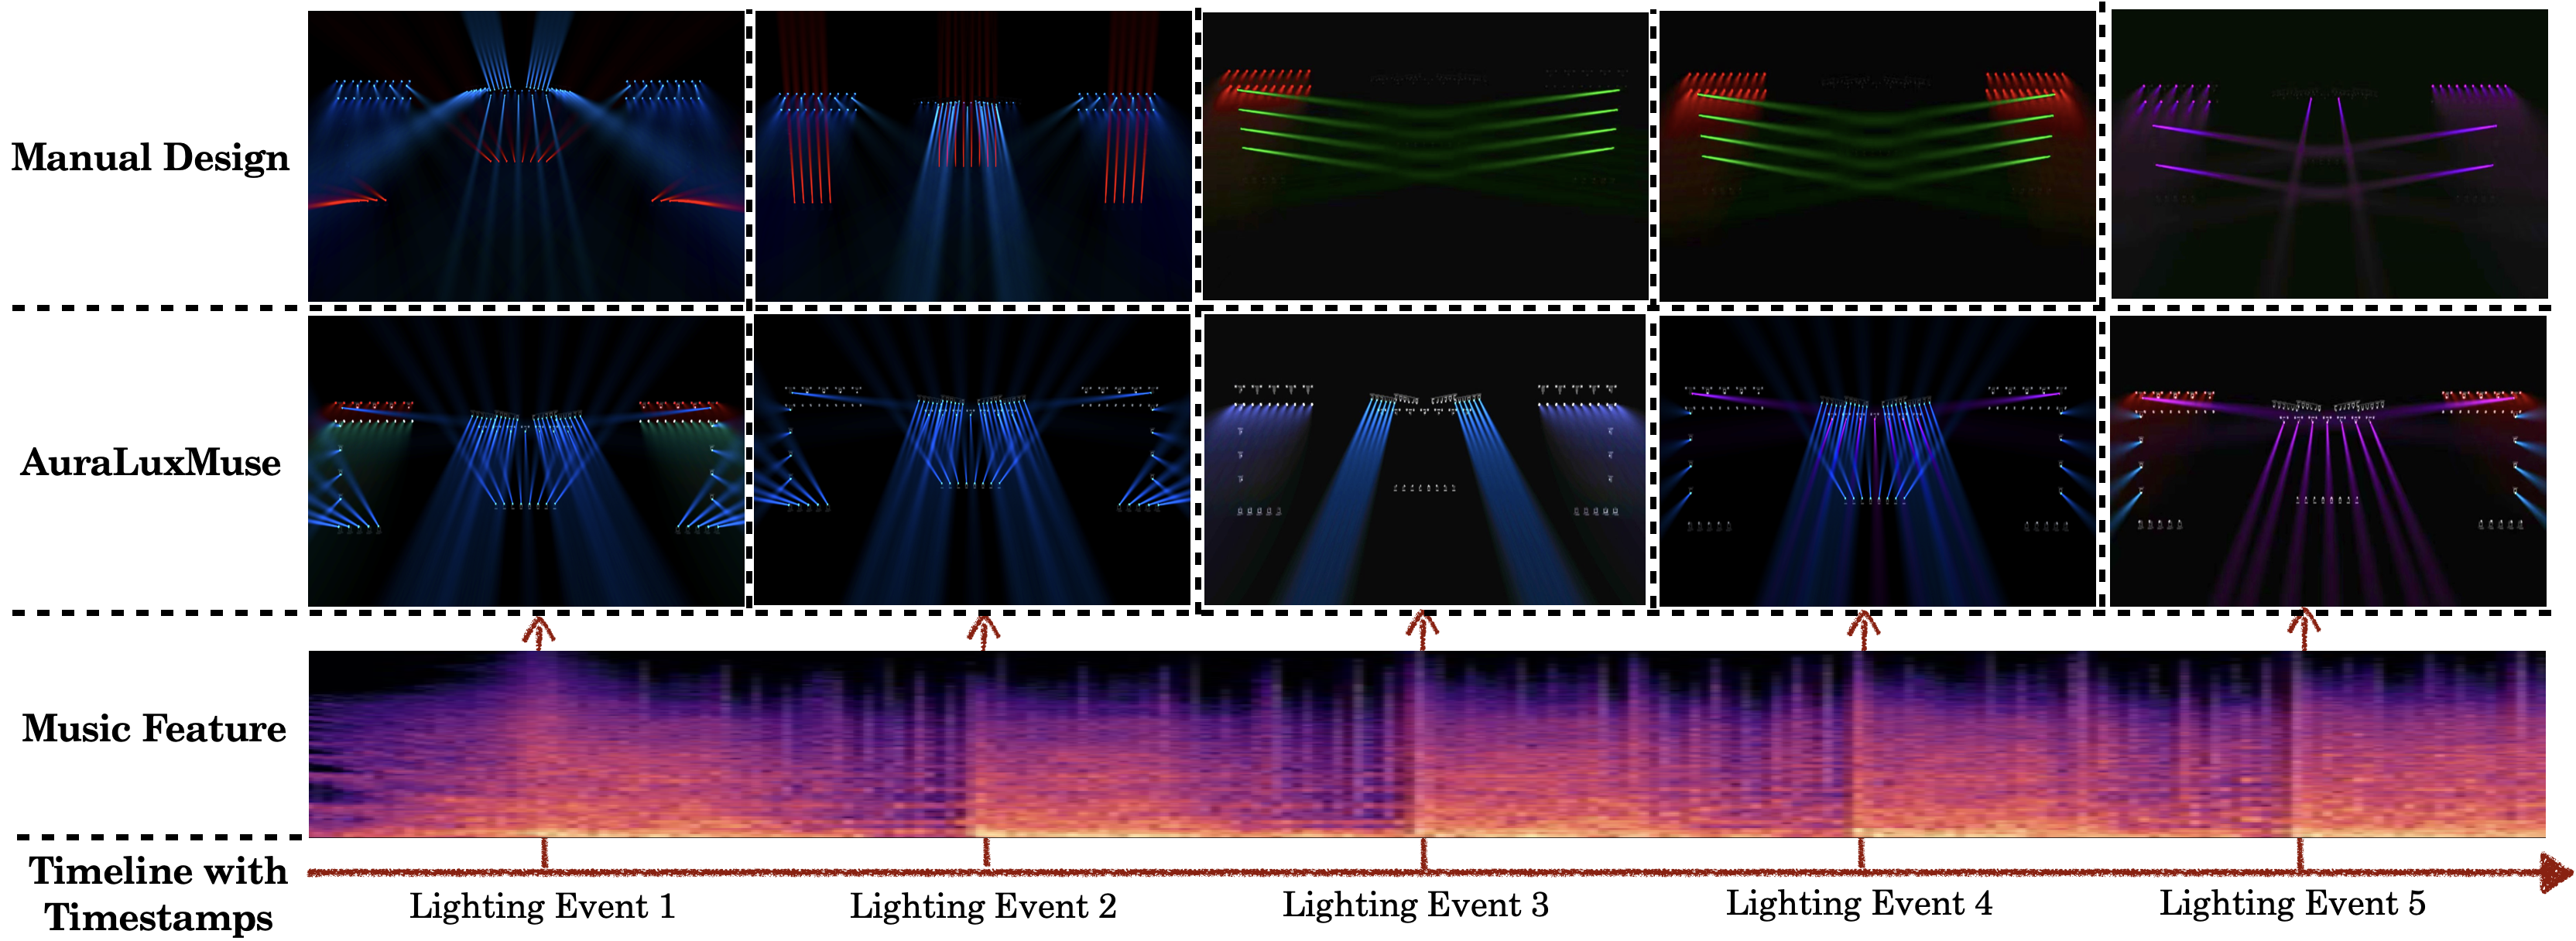 Manual Design
AuraLuxMuse
Music Feature
Timeline with
Timestamps
Lighting Event 1
Lighting Event 2
Lighting Event 3
Lighting Event 4
Lighting Event 5